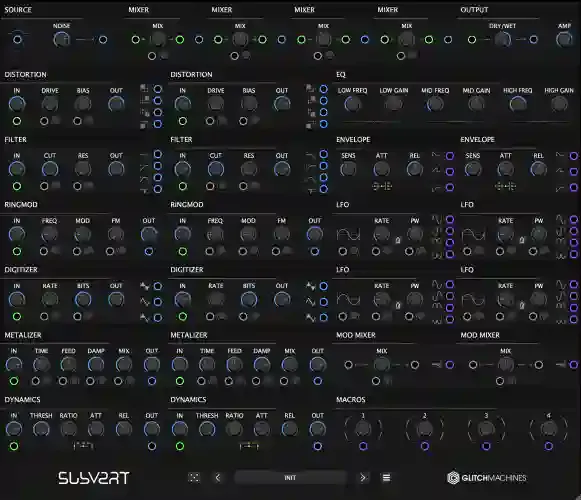 SOURCE MIXER MIXER MIXER MIXER OUTPUT
NOISE MIX MIX MIX MIX DRY/WET AMP
DISTORTION DISTORTION EQ
IN DRIVE BIAS OUT IN DRIVE BIAS OUT LOW FREQ LOW GAIN MID FREQ MID GAIN HIGH FREQ HIGH GAIN
FILTER FILTER ENVELOPE ENVELOPE
IN CUT RES OUT IN CUT RES OUT SENS ATT REL SENS ATT REL
RINGMOD RINGMOD LFO LFO
IN FREQ MOD FM OUT IN FREQ MOD FM OUT RATE PW RATE PW
DIGITIZER DIGITIZER LFO LFO
IN RATE BITS OUT IN RATE BITS OUT RATE PW RATE PW
METALIZER METALIZER MOD MIXER MOD MIXER
IN TIME FEED DAMP MIX OUT IN TIME FEED DAMP MIX OUT MIX MIX
DYNAMICS DYNAMICS MACROS
IN THRESH RATIO ATT REL OUT IN THRESH RATIO ATT REL OUT 1 2 3 4
SUBVERT INIT GLITCHMACHINES